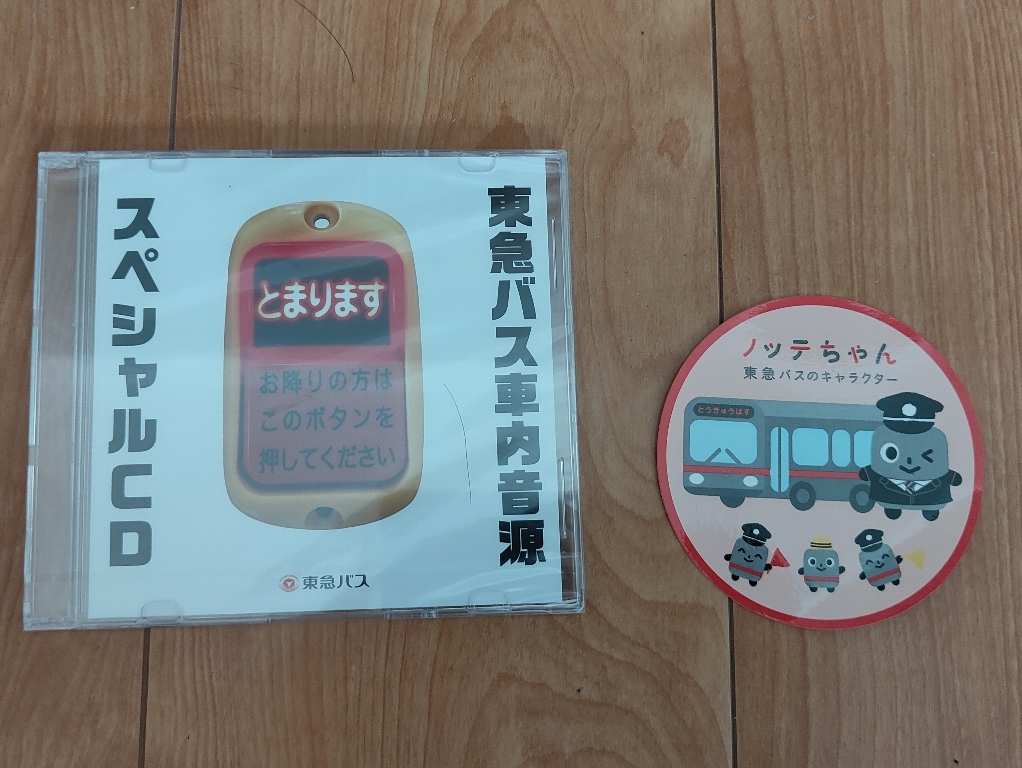 東急バス車内音源
スペシャルCD
とまります
お降りの方は
このボタンを
押してください
東急バス
ノッテちゃん
東急バスのキャラクター
とうきゅうばす